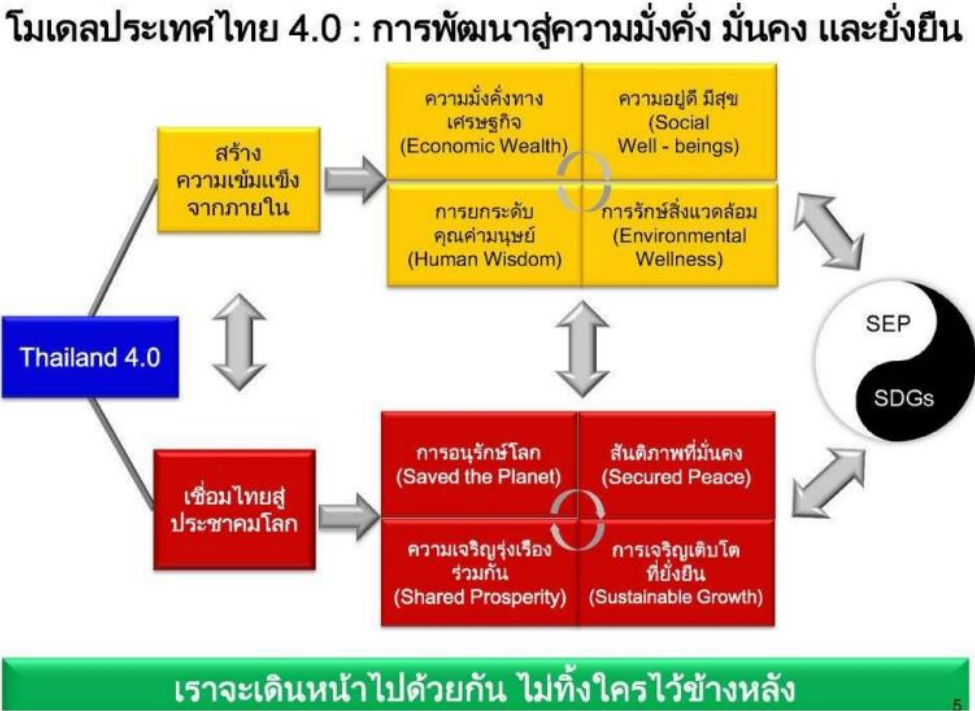 โมเดลประเทศไทย 4.0 : การพัฒนาสู่ความมั่งคั่ง มั่นคง และยั่งยืน
สร้าง
ความเข้มแข็ง
จากภายใน
ความมั่งคั่งทาง
เศรษฐกิจ
(Economic Wealth)
ความอยู่ดี มีสุข
(Social
Well - beings)
การยกระดับ
คุณค่ามนุษย์
(Human Wisdom)
การรักษ์สิ่งแวดล้อม
(Environmental
Wellness)
Thailand 4.0
SEP
SDGs
เชื่อมไทยสู่
ประชาคมโลก
การอนุรักษ์โลก
(Saved the Planet)
สันติภาพที่มั่นคง
(Secured Peace)
ความเจริญรุ่งเรือง
ร่วมกัน
(Shared Prosperity)
การเจริญเติบโต
ที่ยั่งยืน
(Sustainable Growth)
เราจะเดินหน้าไปด้วยกัน ไม่ทิ้งใครไว้ข้างหลัง
5